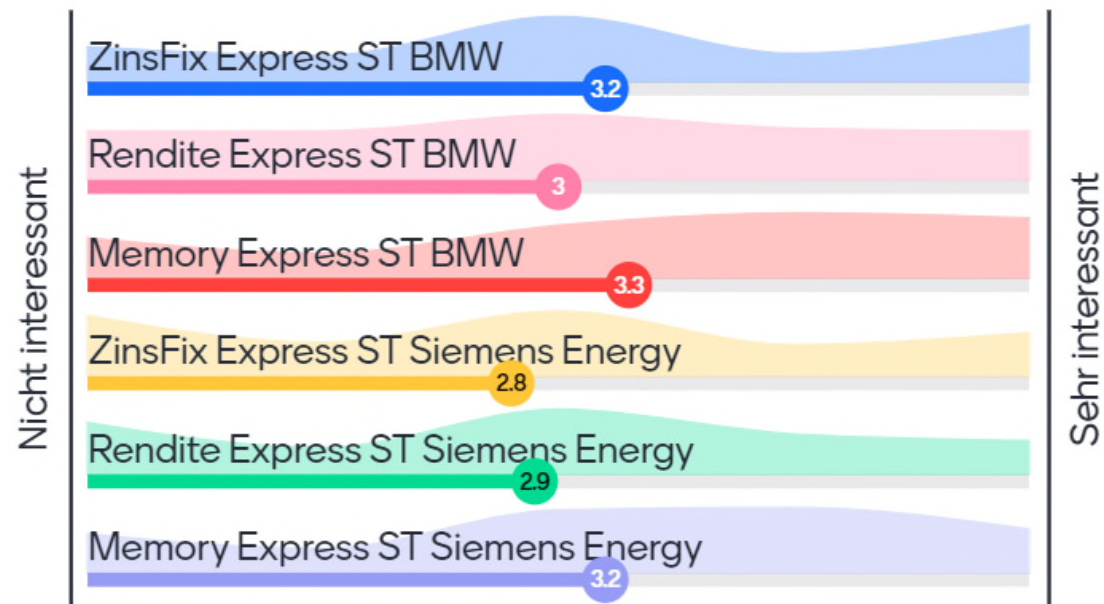 Nicht interessant
ZinsFix Express ST BMW
3.2
Rendite Express ST BMW
3
Memory Express ST BMW
3.3
ZinsFix Express ST Siemens Energy
2.8
Rendite Express ST Siemens Energy
2.9
Memory Express ST Siemens Energy
3.2
Sehr interessant